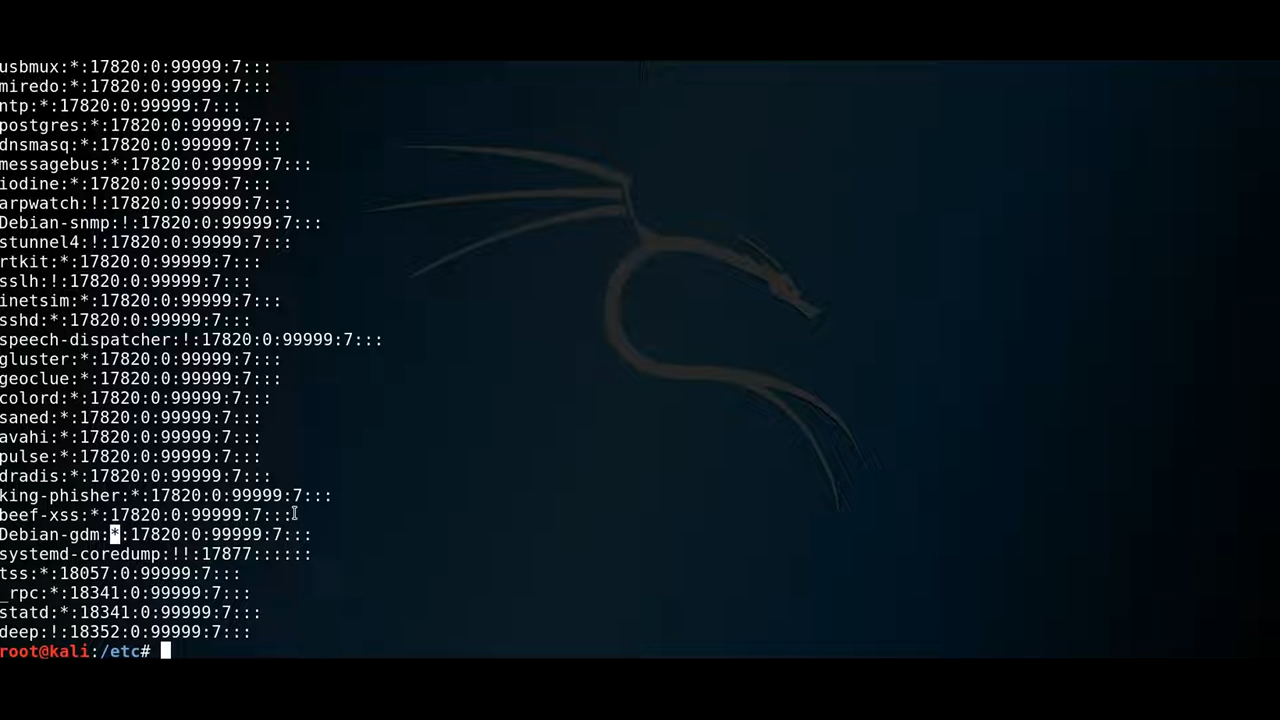 usbmux:*:17820:0:99999:7:::
miredo:*:17820:0:99999:7:::
ntp:*:17820:0:99999:7:::
postgres:*:17820:0:99999:7:::
dnsmasq:*:17820:0:99999:7:::
messagebus:*:17820:0:99999:7:::
iodine:*:17820:0:99999:7:::
arpwatch:!:17820:0:99999:7:::
Debian-snmp:!:17820:0:99999:7:::
stunnel4:!:17820:0:99999:7:::
rtkit:*:17820:0:99999:7:::
sslh:!:17820:0:99999:7:::
inetsim:*:17820:0:99999:7:::
sshd:*:17820:0:99999:7:::
speech-dispatcher:!:17820:0:99999:7:::
gluster:*:17820:0:99999:7:::
geoclue:*:17820:0:99999:7:::
colord:*:17820:0:99999:7:::
saned:*:17820:0:99999:7:::
avahi:*:17820:0:99999:7:::
pulse:*:17820:0:99999:7:::
dradis:*:17820:0:99999:7:::
king-phisher:*:17820:0:99999:7:::
beef-xss:*:17820:0:99999:7:::
Debian-gdm:*:17820:0:99999:7:::
systemd-coredump:!!:17877::::::
tss:*:18057:0:99999:7:::
_rpc:*:18341:0:99999:7:::
statd:*:18341:0:99999:7:::
deep:!:18352:0:99999:7:::
root@kali:/etc#